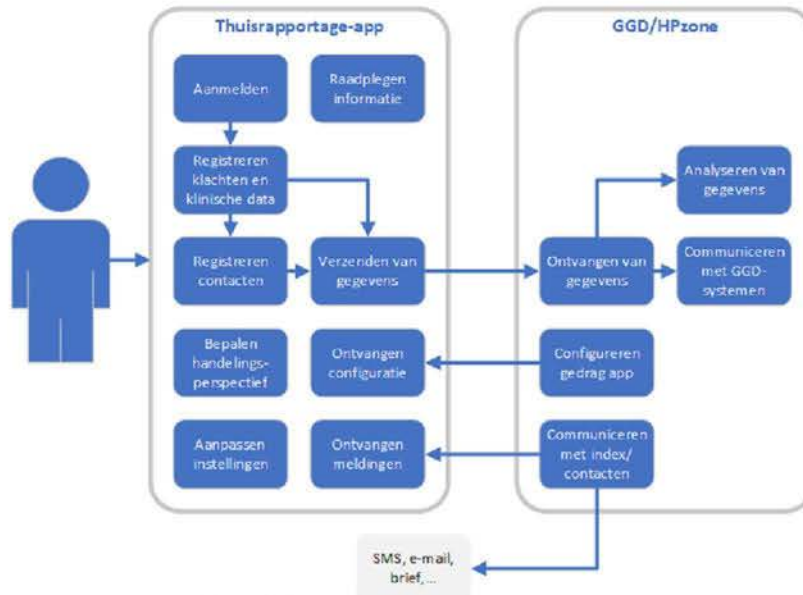 Thuisrapportage-app
GGD/HPzone
Aanmelden
Raadplegen
informatie
Registreren
klachten en
klinische data
Analyseren van
gegevens
Registreren
contacten
Verzenden van
gegevens
Ontvangen van
gegevens
Communiceren
met GGD-
systemen
Bepalen
handelings-
perspectief
Ontvangen
configuratie
Configureren
gedrag app
Aanpassen
instellingen
Ontvangen
meldingen
Communiceren
met index/
contacten
SMS, e-mail,
brief,...